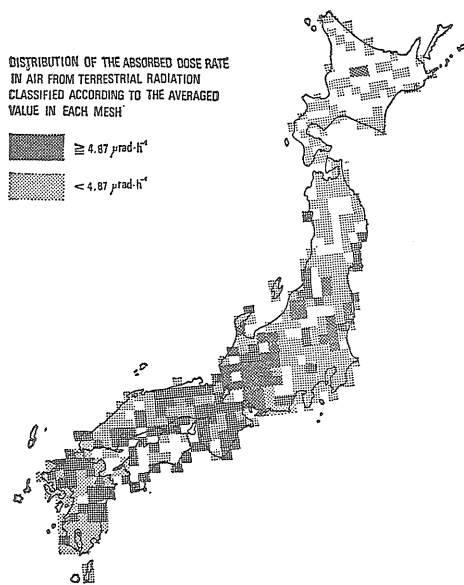 DISTRIBUTION OF THE ABSORBED DOSE RATE
IN AIR FROM TERRESTRIAL RADIATION
CLASSIFIED ACCORDING TO THE AVERAGED
VALUE IN EACH MESH
≧ 4.87 μrad·h⁻¹
< 4.87 μrad·h⁻¹